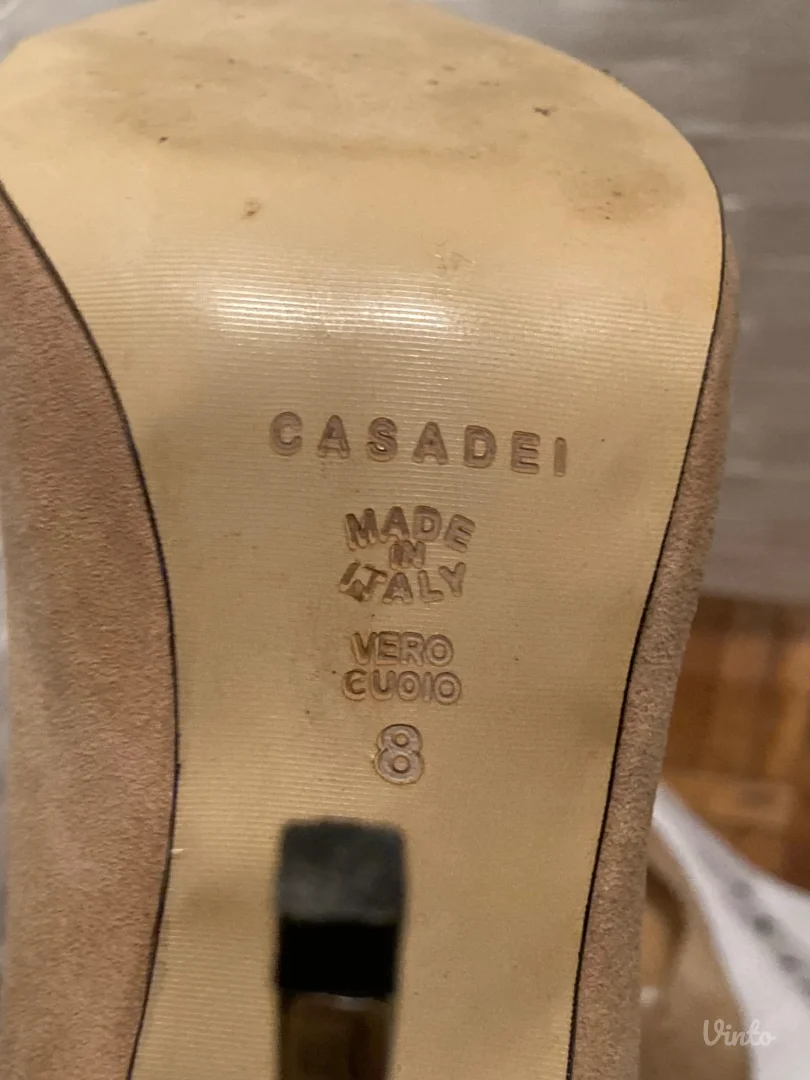 CASADEI
MADE
IN
ITALY
VERO
CUOIO
8
Vinto